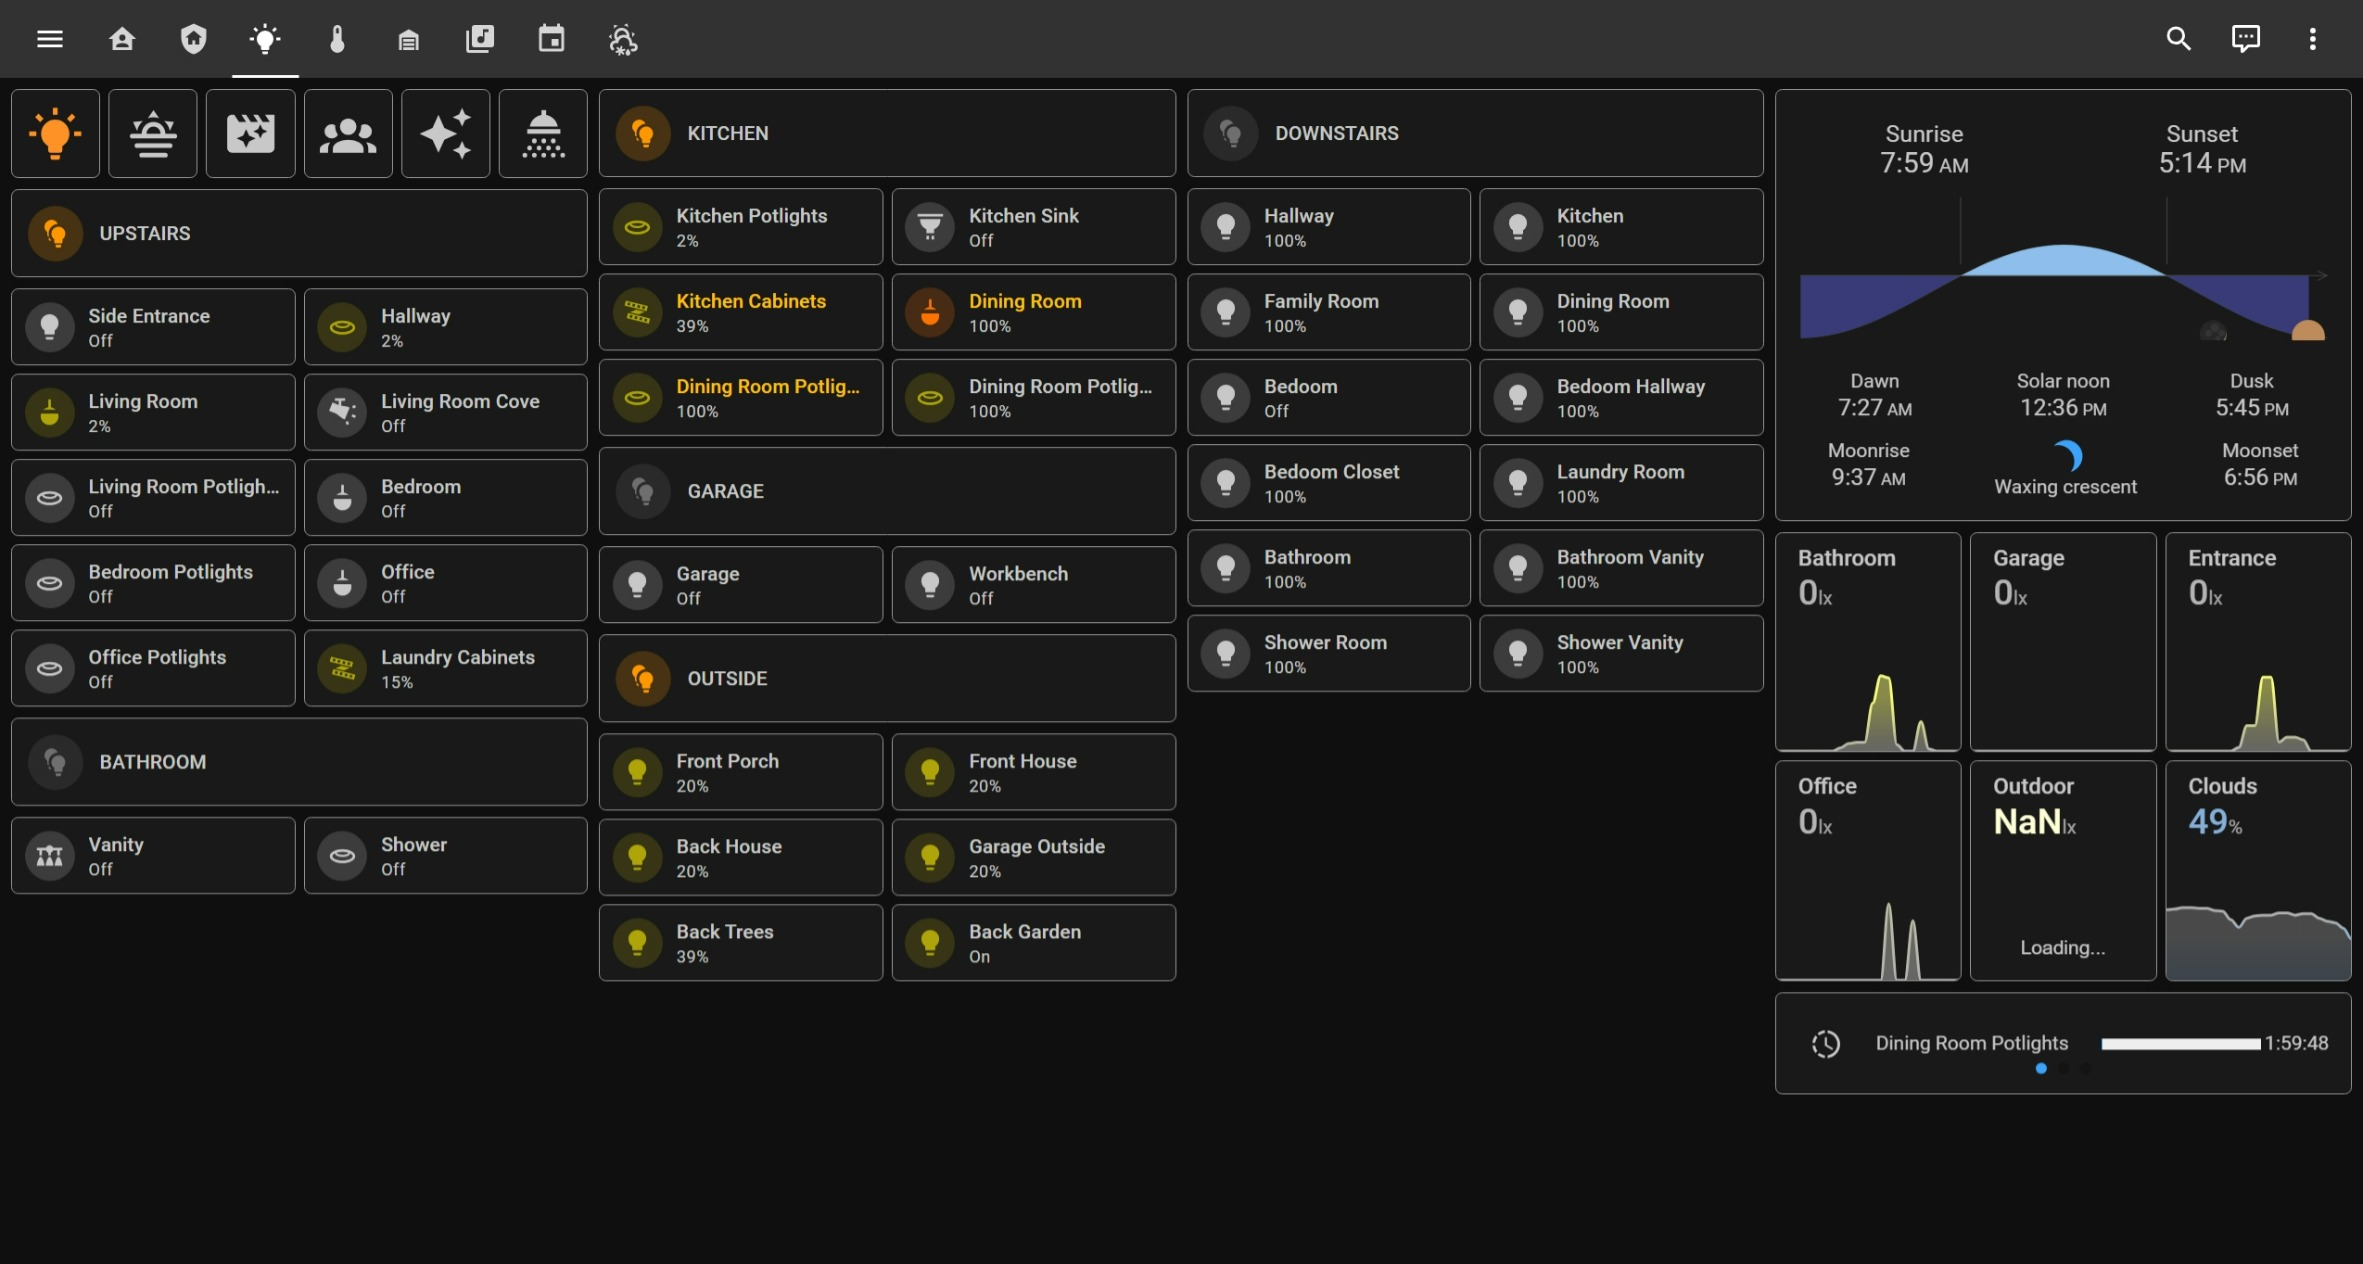 UPSTAIRS
Side Entrance
Off
Hallway
2%
Living Room
2%
Living Room Cove
Off
Living Room Potligh...
Off
Bedroom
Off
Bedroom Potlights
Off
Office
Off
Office Potlights
Off
Laundry Cabinets
15%
BATHROOM
Vanity
Off
Shower
Off
KITCHEN
Kitchen Potlights
2%
Kitchen Sink
Off
Kitchen Cabinets
39%
Dining Room
100%
Dining Room Potlig...
100%
Dining Room Potlig...
100%
GARAGE
Garage
Off
Workbench
Off
OUTSIDE
Front Porch
20%
Front House
20%
Back House
20%
Garage Outside
20%
Back Trees
39%
Back Garden
On
DOWNSTAIRS
Hallway
100%
Kitchen
100%
Family Room
100%
Dining Room
100%
Bedoom
Off
Bedoom Hallway
100%
Bedoom Closet
100%
Laundry Room
100%
Bathroom
100%
Bathroom Vanity
100%
Shower Room
100%
Shower Vanity
100%
Sunrise
7:59 AM
Sunset
5:14 PM
Dawn
7:27 AM
Solar noon
12:36 PM
Dusk
5:45 PM
Moonrise
9:37 AM
Waxing crescent
Moonset
6:56 PM
Bathroom
0lx
Garage
0lx
Entrance
0lx
Office
0lx
Outdoor
NaNlx
Loading...
Clouds
49%
Dining Room Potlights 1:59:48